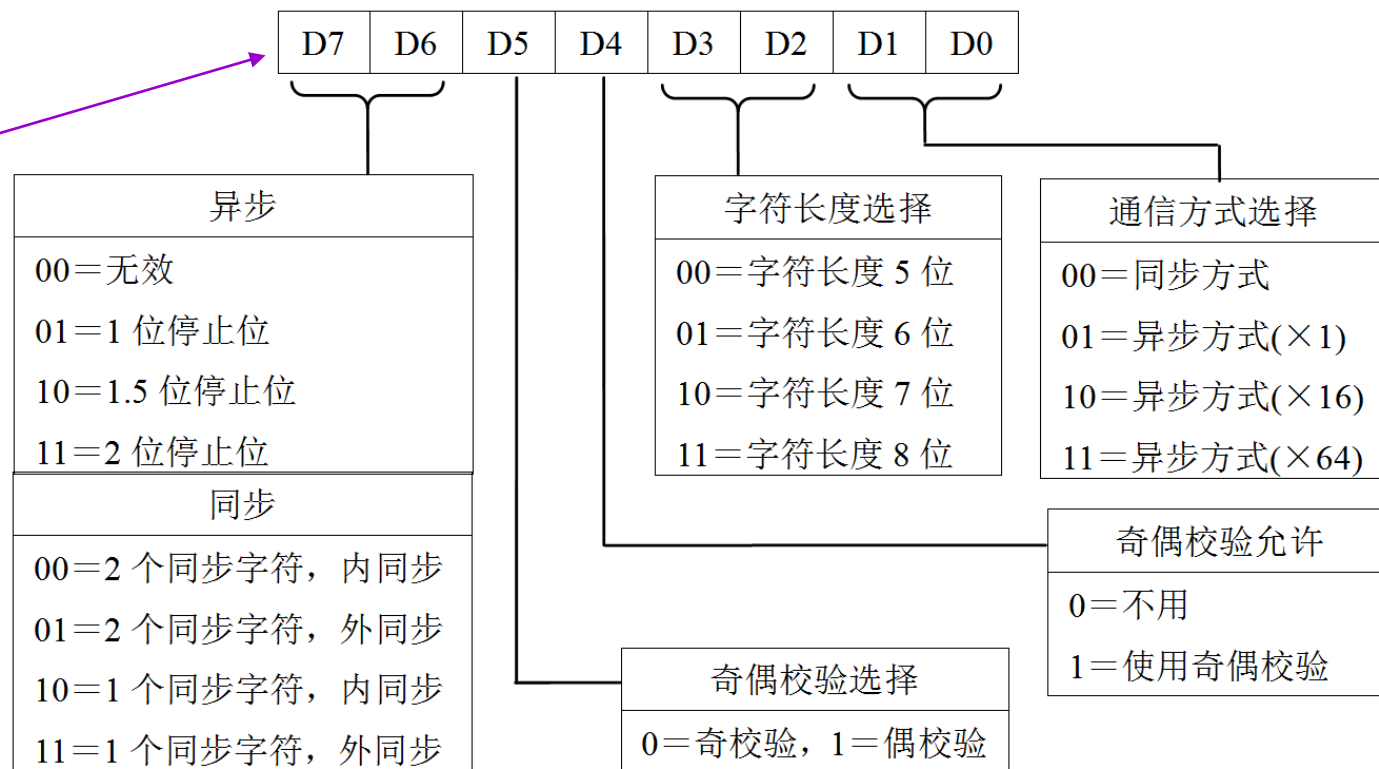 D7 D6 D5 D4 D3 D2 D1 D0
异步
00＝无效
01＝1 位停止位
10＝1.5 位停止位
11＝2 位停止位
同步
00＝2 个同步字符，内同步
01＝2 个同步字符，外同步
10＝1 个同步字符，内同步
11＝1 个同步字符，外同步
字符长度选择
00＝字符长度 5 位
01＝字符长度 6 位
10＝字符长度 7 位
11＝字符长度 8 位
通信方式选择
00＝同步方式
01＝异步方式(×1)
10＝异步方式(×16)
11＝异步方式(×64)
奇偶校验允许
0＝不用
1＝使用奇偶校验
奇偶校验选择
0＝奇校验，1＝偶校验